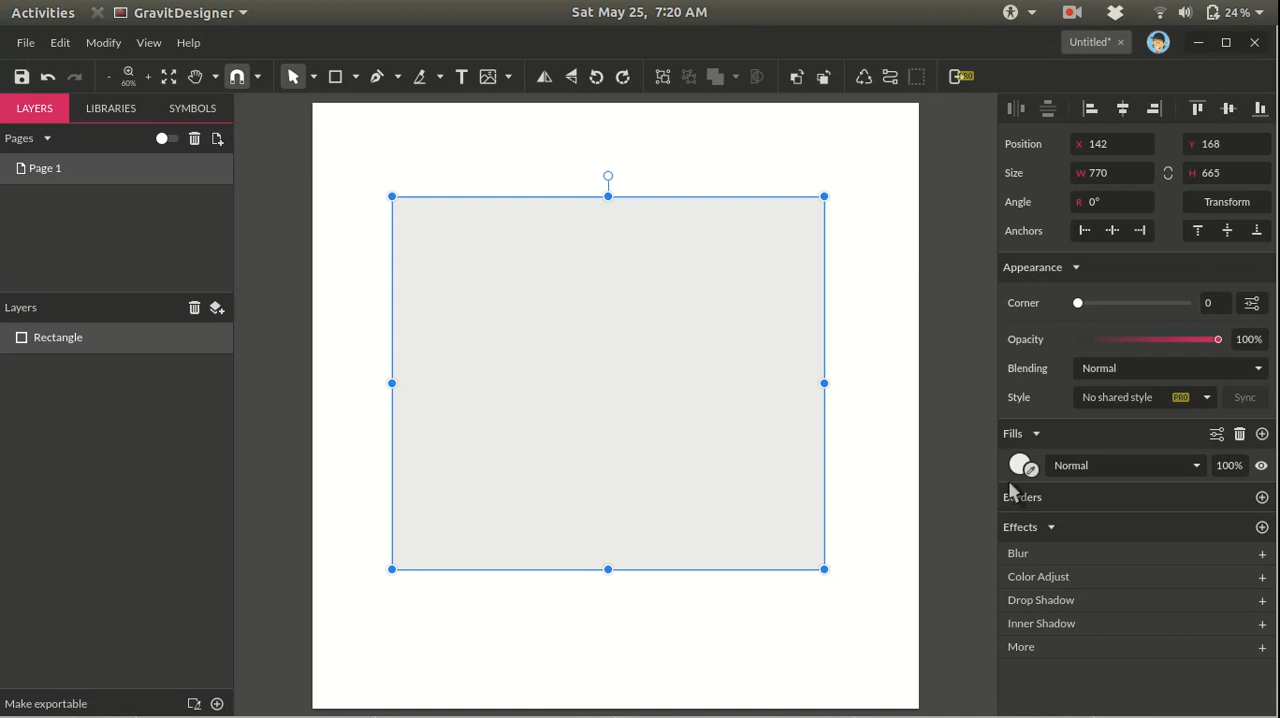 Activities GravitDesigner Sat May 25, 7:20 AM 24 %
File Edit Modify View Help Untitled*
- 60% + PRO
LAYERS LIBRARIES SYMBOLS
Pages
Page 1
Layers
Rectangle
Make exportable
Position X 142 Y 168
Size W 770 H 665
Angle R 0° Transform
Anchors
Appearance
Corner 0
Opacity 100%
Blending Normal
Style No shared style PRO Sync
Fills
Normal 100%
Borders
Effects
Blur +
Color Adjust +
Drop Shadow +
Inner Shadow +
More +